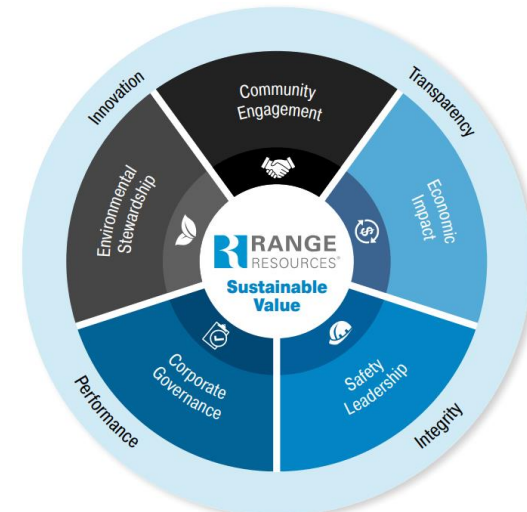 Innovation
Transparency
Community
Engagement
Environmental
Stewardship
Economic
Impact
$
R RANGE
RESOURCES®
Sustainable
Value
Corporate
Governance
Safety
Leadership
Performance
Integrity